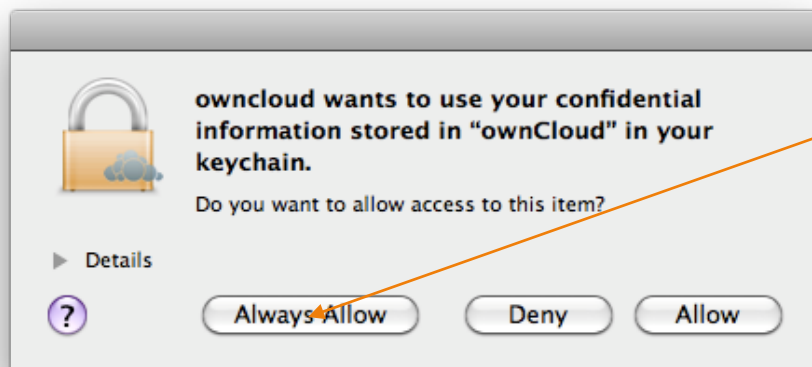 owncloud wants to use your confidential
information stored in “ownCloud” in your
keychain.
Do you want to allow access to this item?
Details
? Always Allow Deny Allow